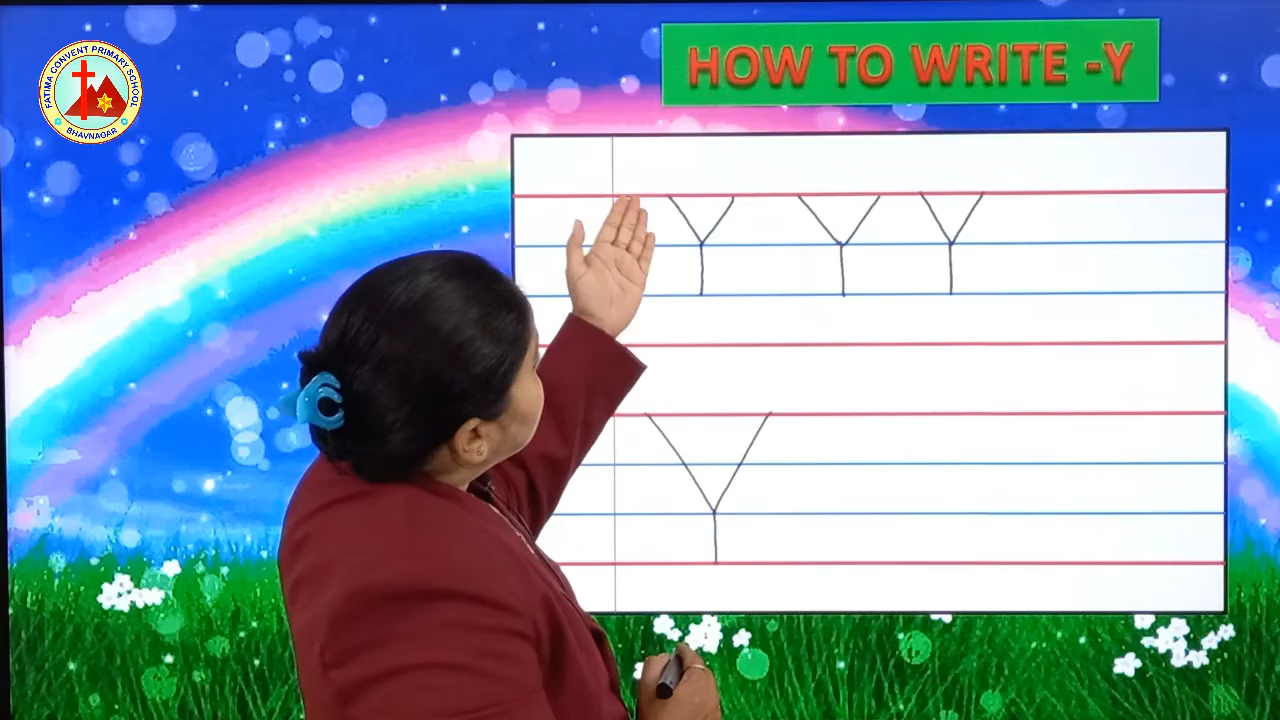 FATIMA CONVENT PRIMARY SCHOOL
BHAVNAGAR
HOW TO WRITE -Y
Y Y Y
Y